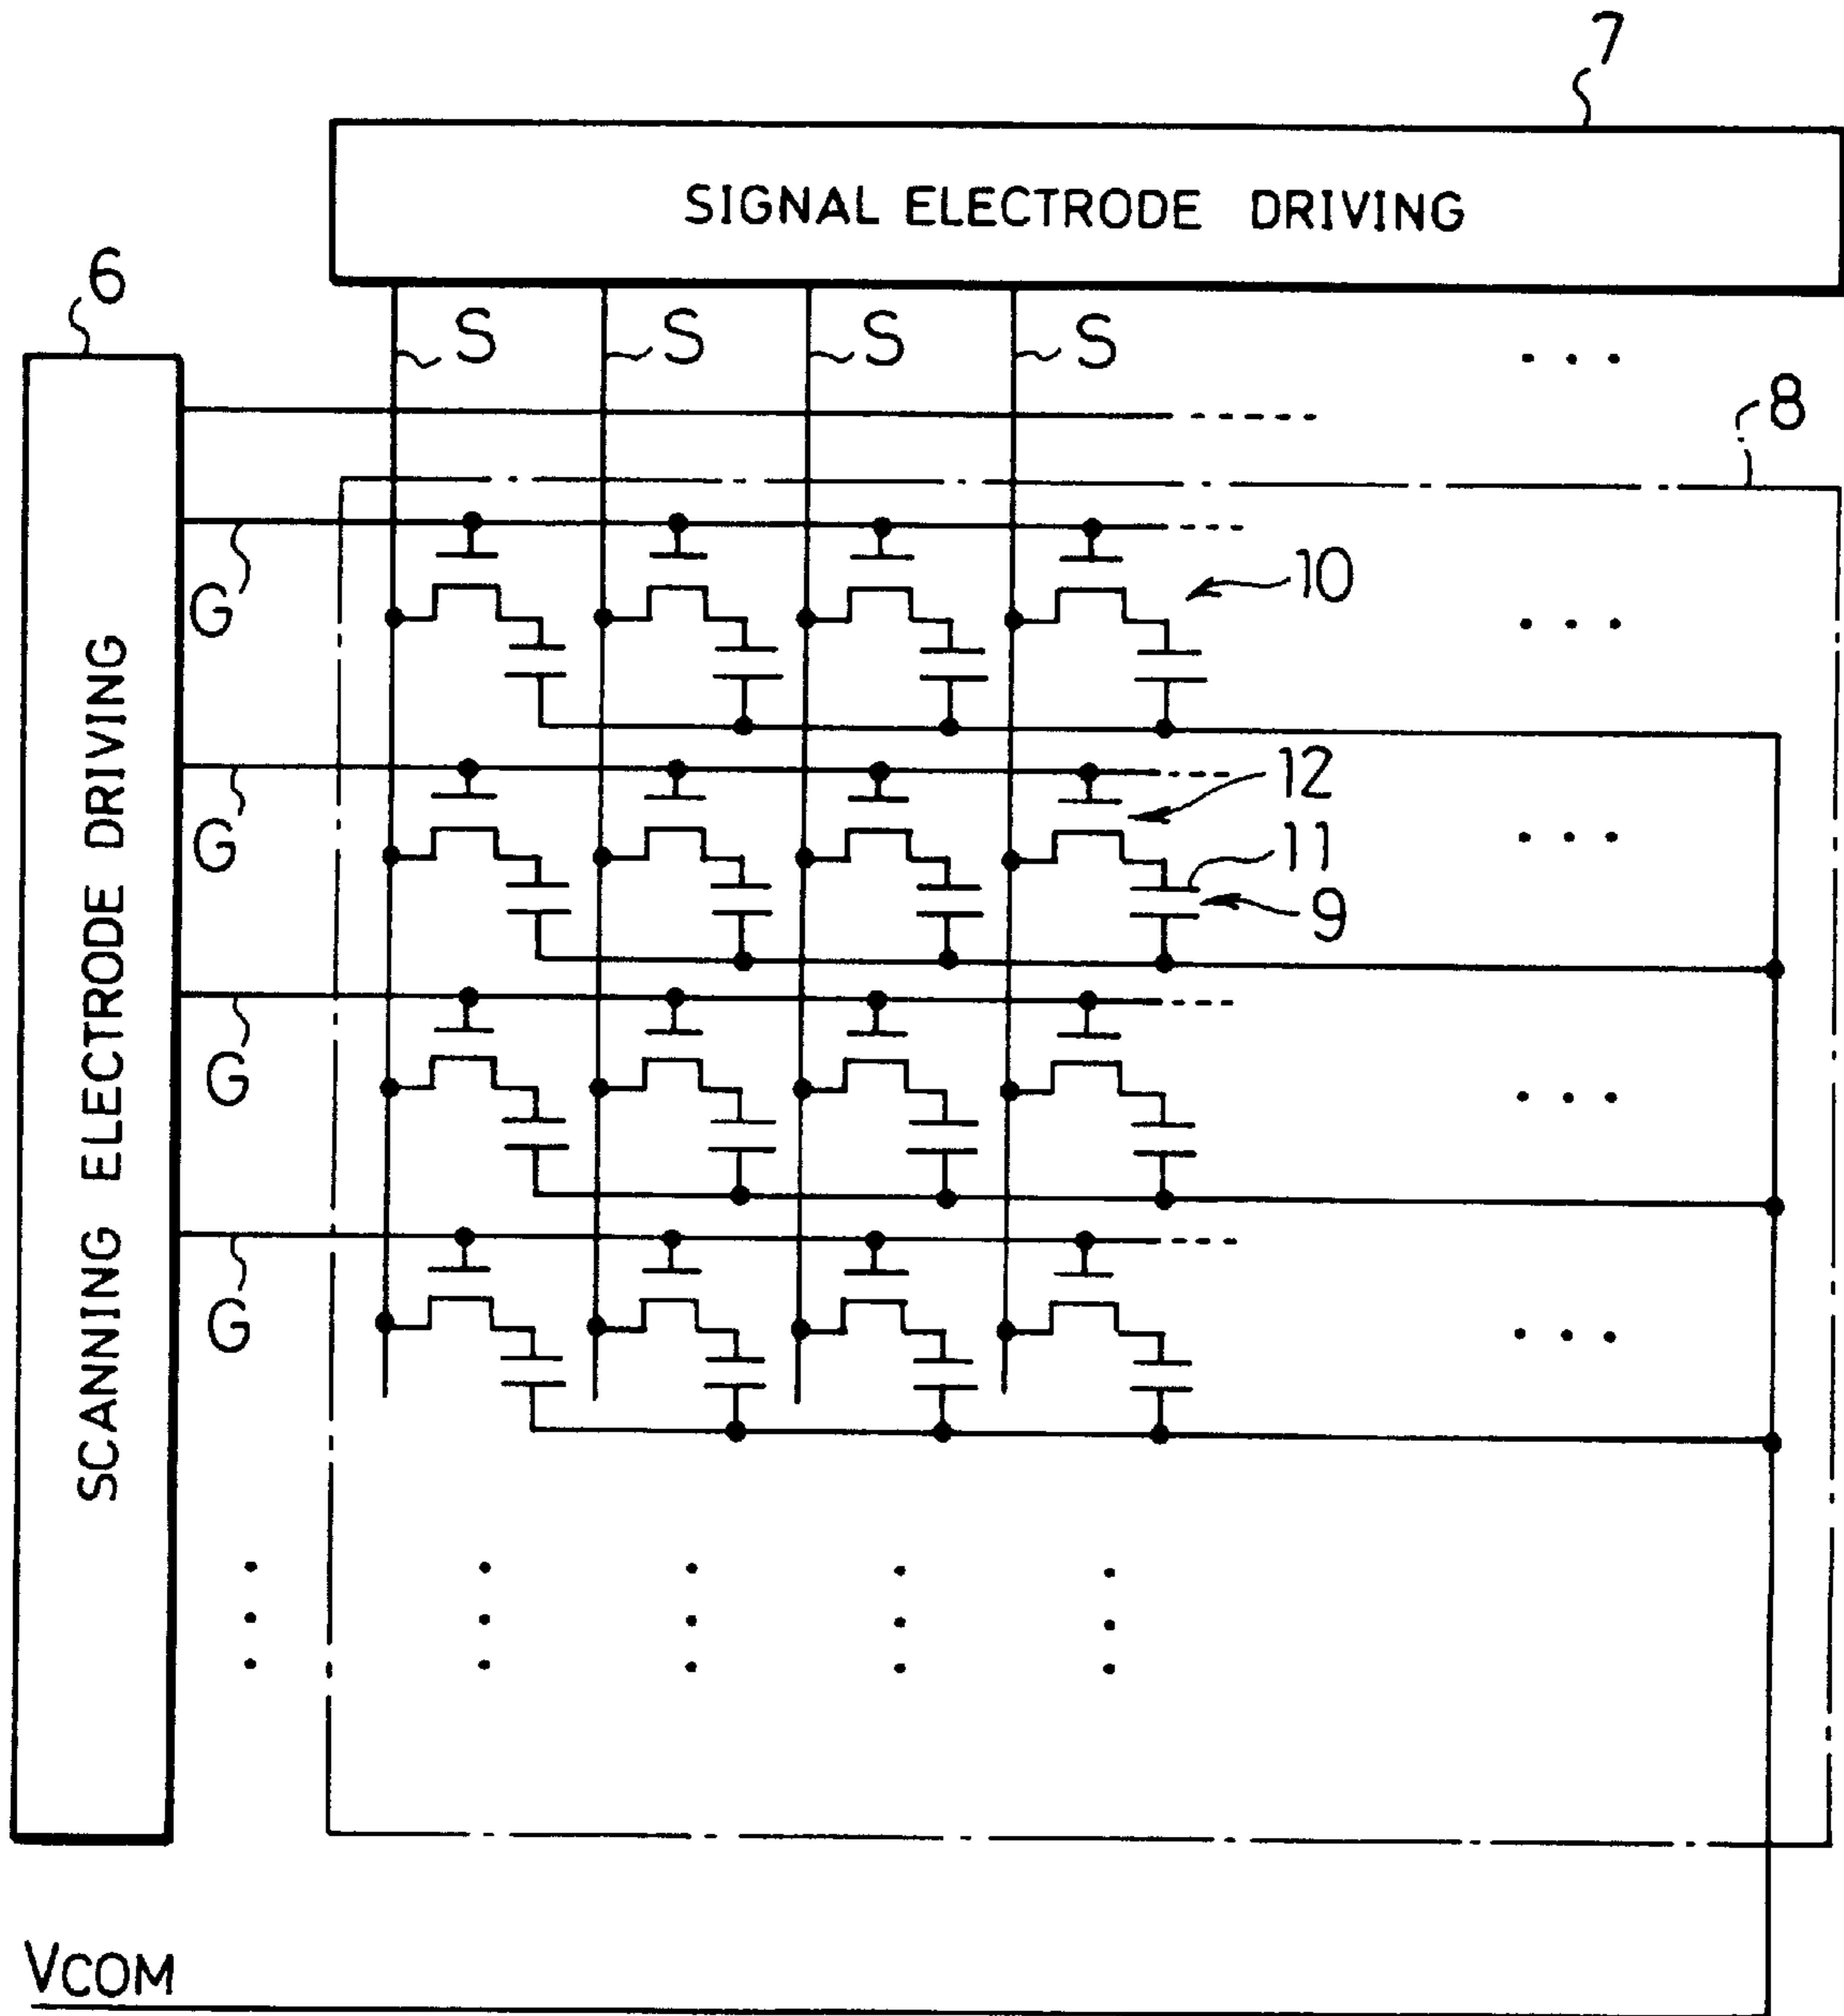 7
SIGNAL ELECTRODE DRIVING
6
S S S S
8
G
10
SCANNING ELECTRODE DRIVING
12
G
11
9
G
G
VCOM